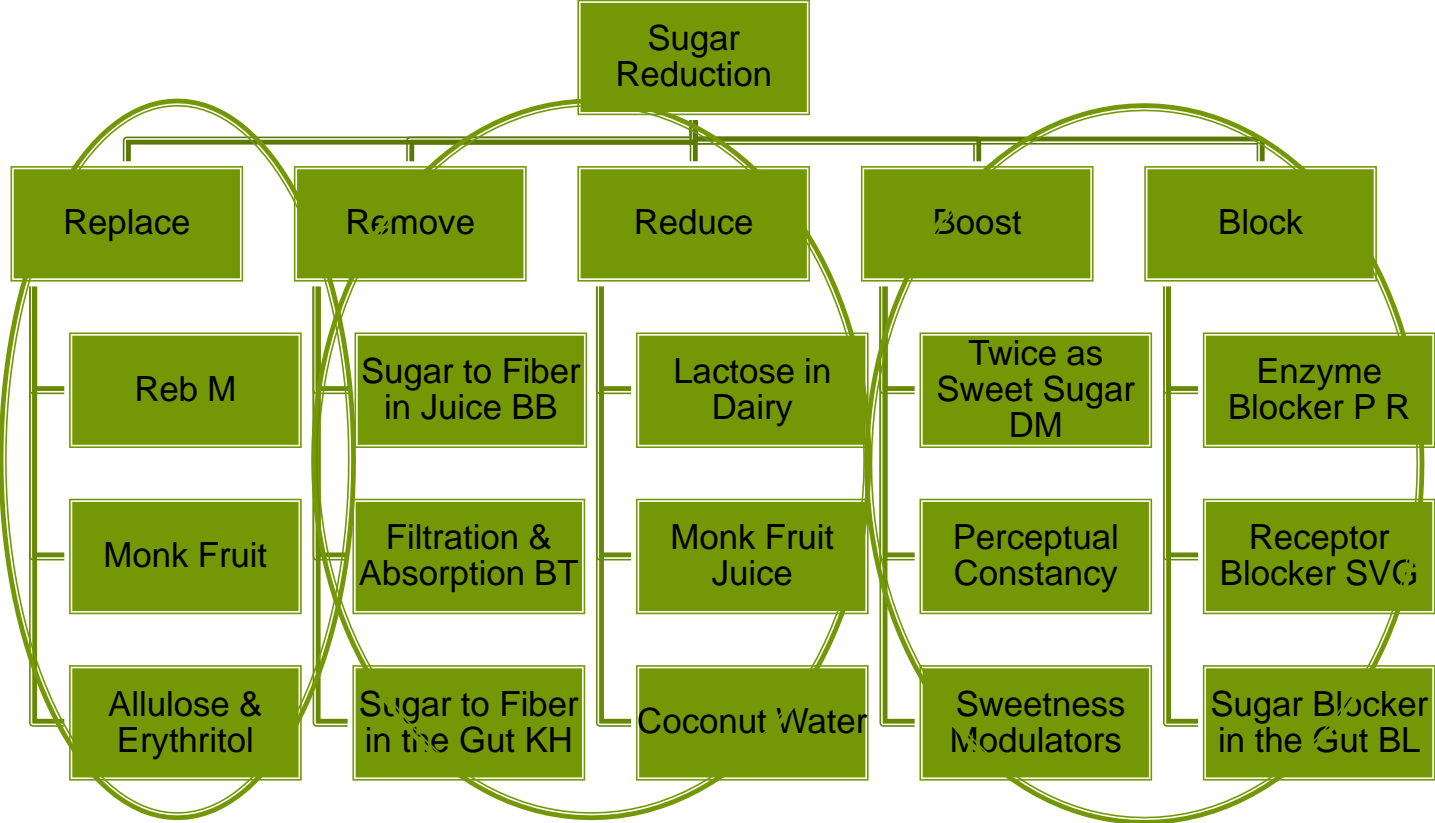 Sugar
Reduction
Replace
Remove
Reduce
Boost
Block
Reb M
Sugar to Fiber
in Juice BB
Lactose in
Dairy
Twice as
Sweet Sugar
DM
Enzyme
Blocker P R
Monk Fruit
Filtration &
Absorption BT
Monk Fruit
Juice
Perceptual
Constancy
Receptor
Blocker SVG
Allulose &
Erythritol
Sugar to Fiber
in the Gut KH
Coconut Water
Sweetness
Modulators
Sugar Blocker
in the Gut BL